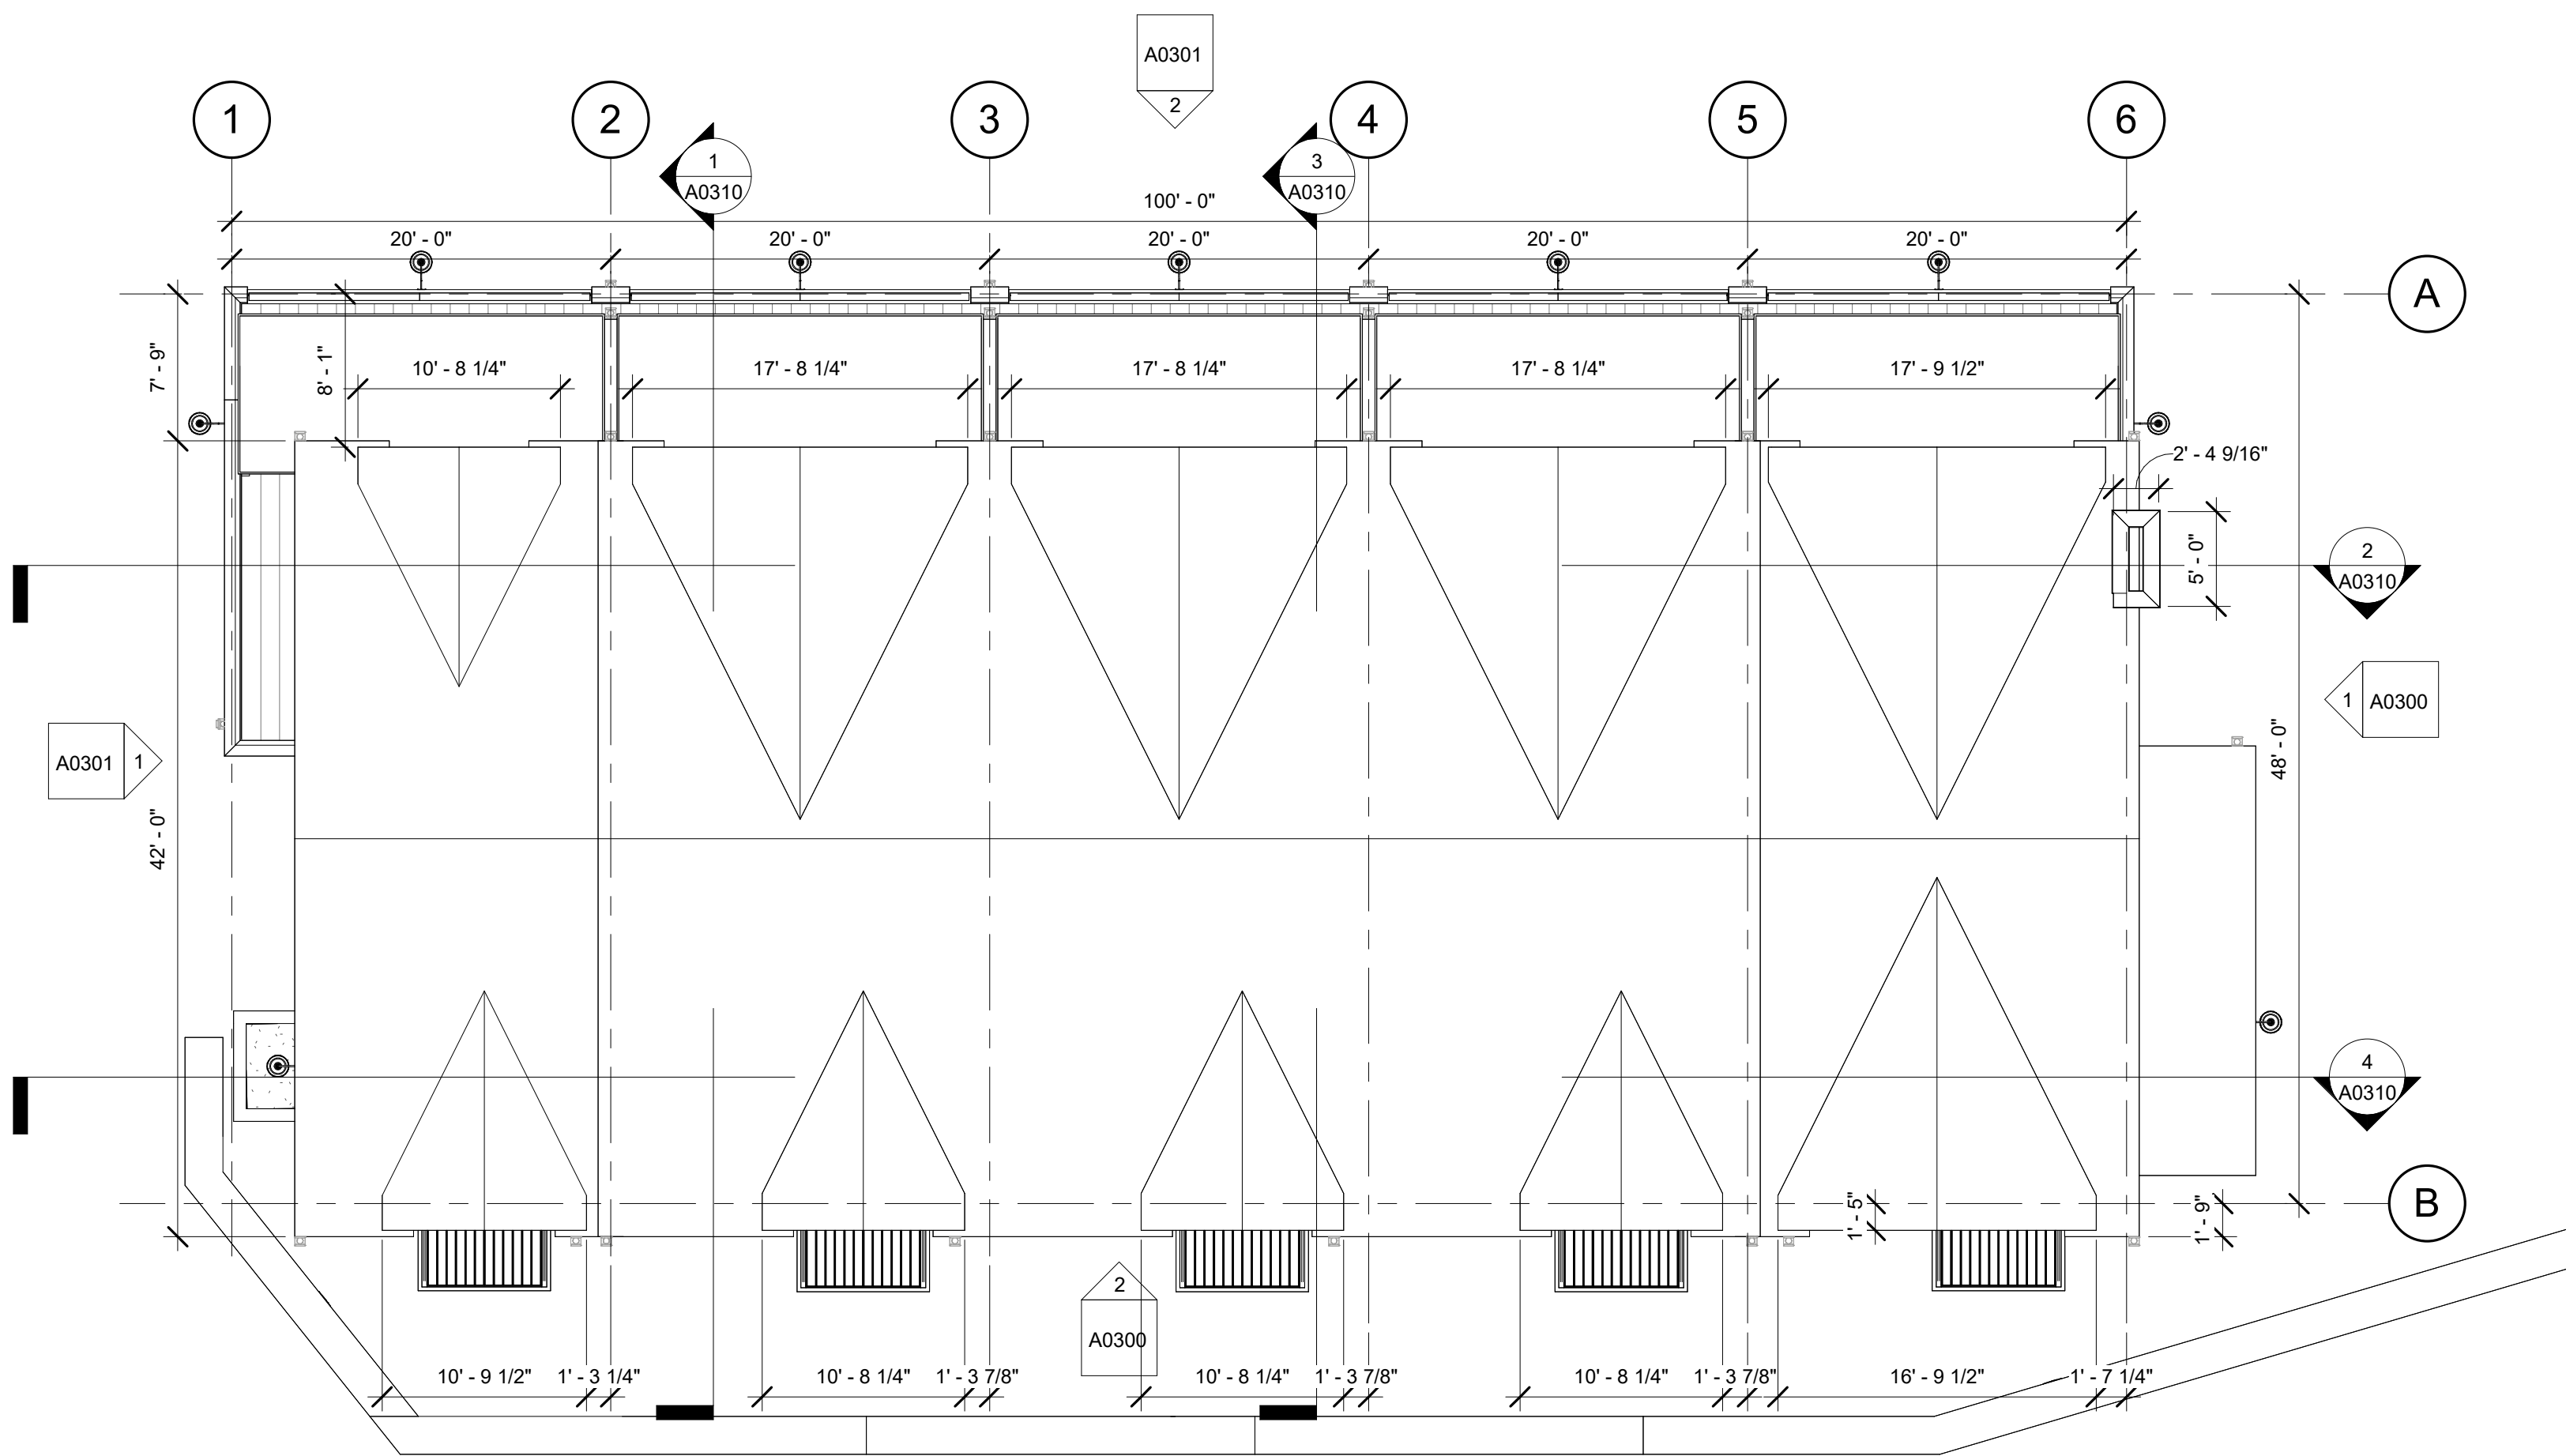 A0301
2
1
2
3
4
5
6
1
A0310
3
A0310
100' - 0"
20' - 0"
20' - 0"
20' - 0"
20' - 0"
20' - 0"
A
7' - 9"
8' - 1"
10' - 8 1/4"
17' - 8 1/4"
17' - 8 1/4"
17' - 8 1/4"
17' - 9 1/2"
2' - 4 9/16"
5' - 0"
2
A0310
1
A0300
A0301
1
48' - 0"
42' - 0"
4
A0310
B
1' - 5"
1' - 9"
2
A0300
10' - 9 1/2"
1' - 3 1/4"
10' - 8 1/4"
1' - 3 7/8"
10' - 8 1/4"
1' - 3 7/8"
10' - 8 1/4"
1' - 3 7/8"
16' - 9 1/2"
1' - 7 1/4"